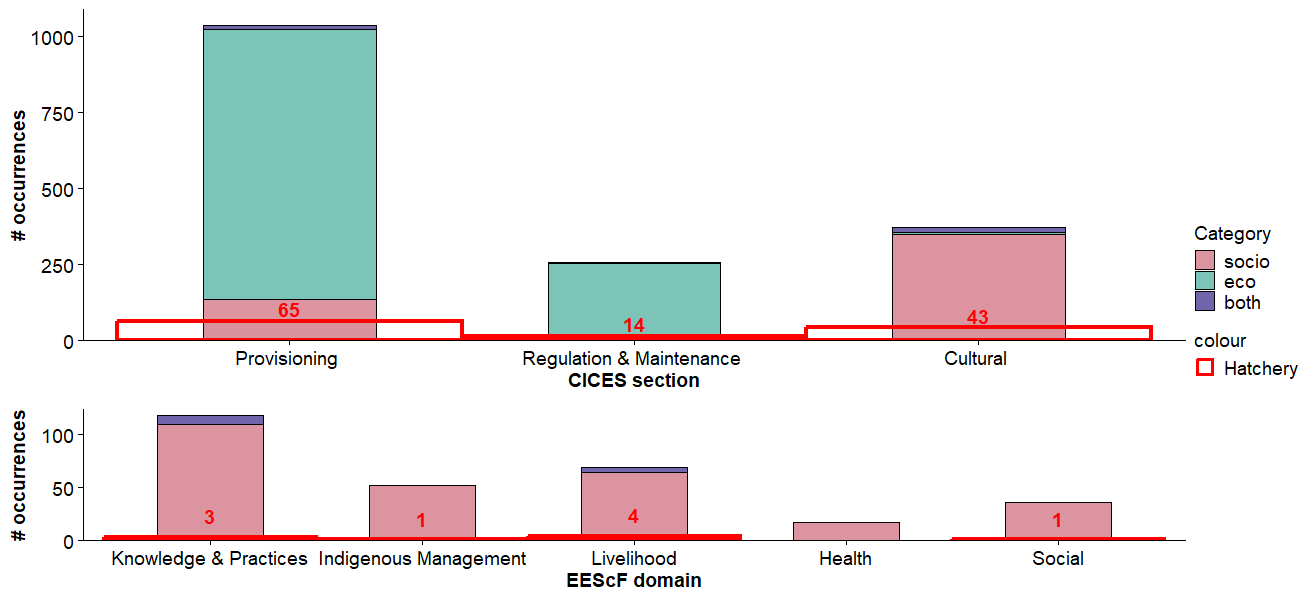 # occurrences
1000
750
500
250
0
65
14
43
Provisioning
Regulation & Maintenance
Cultural
CICES section
Category
socio
eco
both
colour
Hatchery
# occurrences
100
50
0
3
1
4
1
Knowledge & Practices
Indigenous Management
Livelihood
Health
Social
EEScF domain